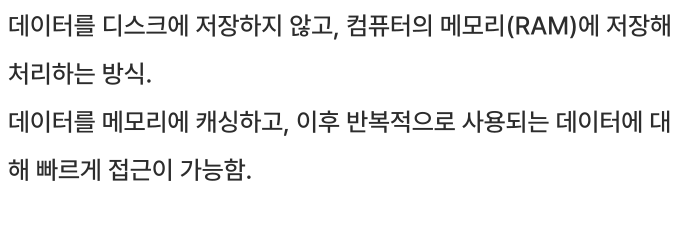 데이터를 디스크에 저장하지 않고, 컴퓨터의 메모리(RAM)에 저장해
처리하는 방식.
데이터를 메모리에 캐싱하고, 이후 반복적으로 사용되는 데이터에 대
해 빠르게 접근이 가능함.